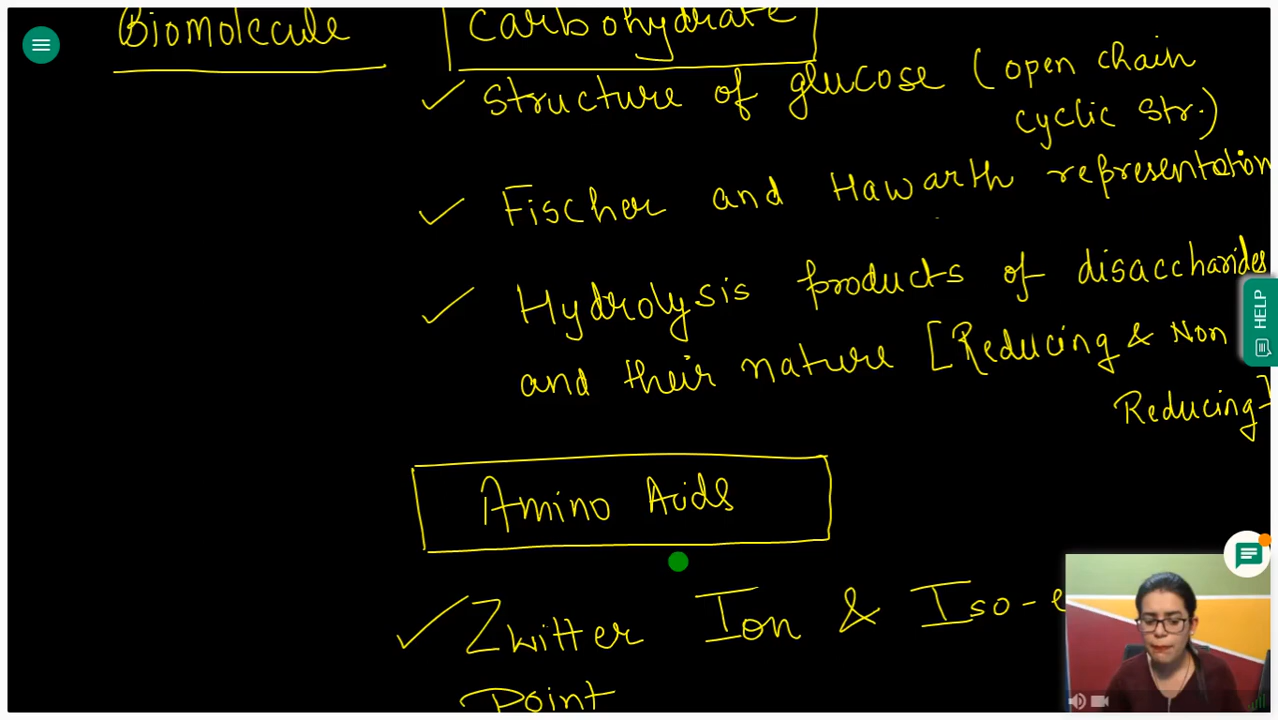 Biomolecule Carbohydrate
✓ Structure of glucose (open chain
cyclic Str.)
✓ Fischer and Hawarth representation
✓ Hydrolysis products of disaccharides
and their nature [Reducing & Non
Reducing]
Amino Acids
✓ Zwitter Ion & Iso-e
Point
HELP